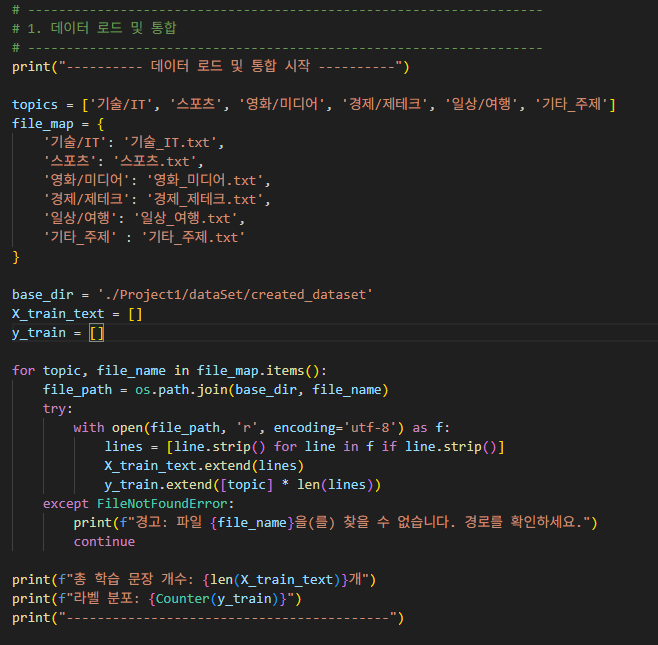 # -------------------------------------------------------------------
# 1. 데이터 로드 및 통합
# -------------------------------------------------------------------
print("---------- 데이터 로드 및 통합 시작 ----------")
topics = ['기술/IT', '스포츠', '영화/미디어', '경제/제테크', '일상/여행', '기타_주제']
file_map = {
    '기술/IT': '기술_IT.txt',
    '스포츠': '스포츠.txt',
    '영화/미디어': '영화_미디어.txt',
    '경제/제테크': '경제_제테크.txt',
    '일상/여행': '일상_여행.txt',
    '기타_주제' : '기타_주제.txt'
}
base_dir = './Project1/dataSet/created_dataset'
X_train_text = []
y_train = []
for topic, file_name in file_map.items():
    file_path = os.path.join(base_dir, file_name)
    try:
        with open(file_path, 'r', encoding='utf-8') as f:
            lines = [line.strip() for line in f if line.strip()]
            X_train_text.extend(lines)
            y_train.extend([topic] * len(lines))
    except FileNotFoundError:
        print(f"경고: 파일 {file_name}을(를) 찾을 수 없습니다. 경로를 확인하세요.")
        continue
print(f"총 학습 문장 개수: {len(X_train_text)}개")
print(f"라벨 분포: {Counter(y_train)}")
print("------------------------------------------")